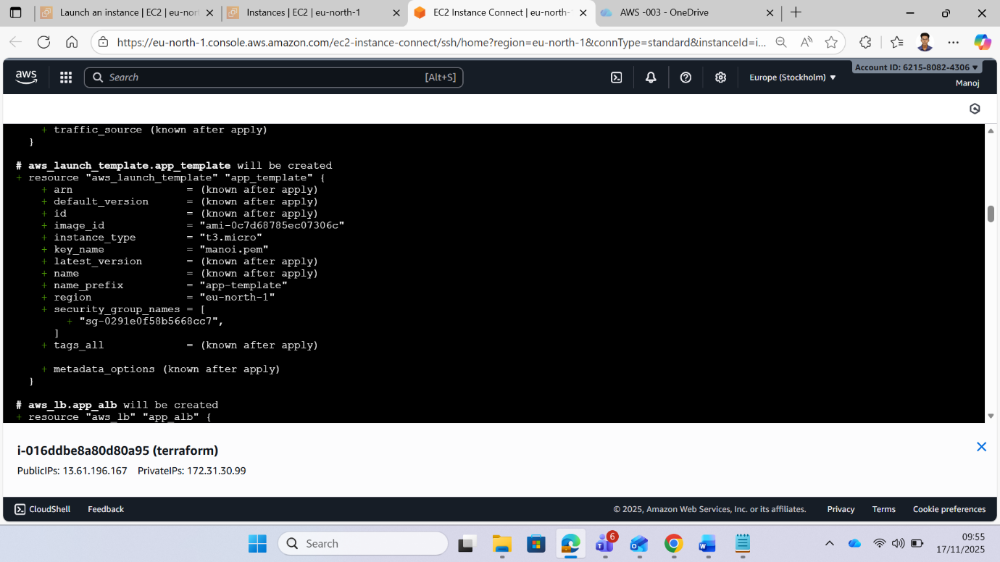 Launch an instance | EC2 | eu-nort
Instances | EC2 | eu-north-1
EC2 Instance Connect | eu-north-
AWS -003 - OneDrive
https://eu-north-1.console.aws.amazon.com/ec2-instance-connect/ssh/home?region=eu-north-1&connType=standard&instanceId=i...
aws
Search
[Alt+S]
Europe (Stockholm)
Account ID: 6215-8082-4306
Manoj
+ traffic_source (known after apply)
}
# aws_launch_template.app_template will be created
+ resource "aws_launch_template" "app_template" {
+ arn = (known after apply)
+ default_version = (known after apply)
+ id = (known after apply)
+ image_id = "ami-0c7d68785ec07306c"
+ instance_type = "t3.micro"
+ key_name = "manoi.pem"
+ latest_version = (known after apply)
+ name = (known after apply)
+ name_prefix = "app-template"
+ region = "eu-north-1"
+ security_group_names = [
+ "sg-0291e0f58b5668cc7",
]
+ tags_all = (known after apply)
+ metadata_options (known after apply)
}
# aws_lb.app_alb will be created
+ resource "aws_lb" "app_alb" {
i-016ddbe8a80d80a95 (terraform)
PublicIPs: 13.61.196.167 PrivateIPs: 172.31.30.99
CloudShell
Feedback
© 2025, Amazon Web Services, Inc. or its affiliates.
Privacy
Terms
Cookie preferences
Search
6
09:55
17/11/2025